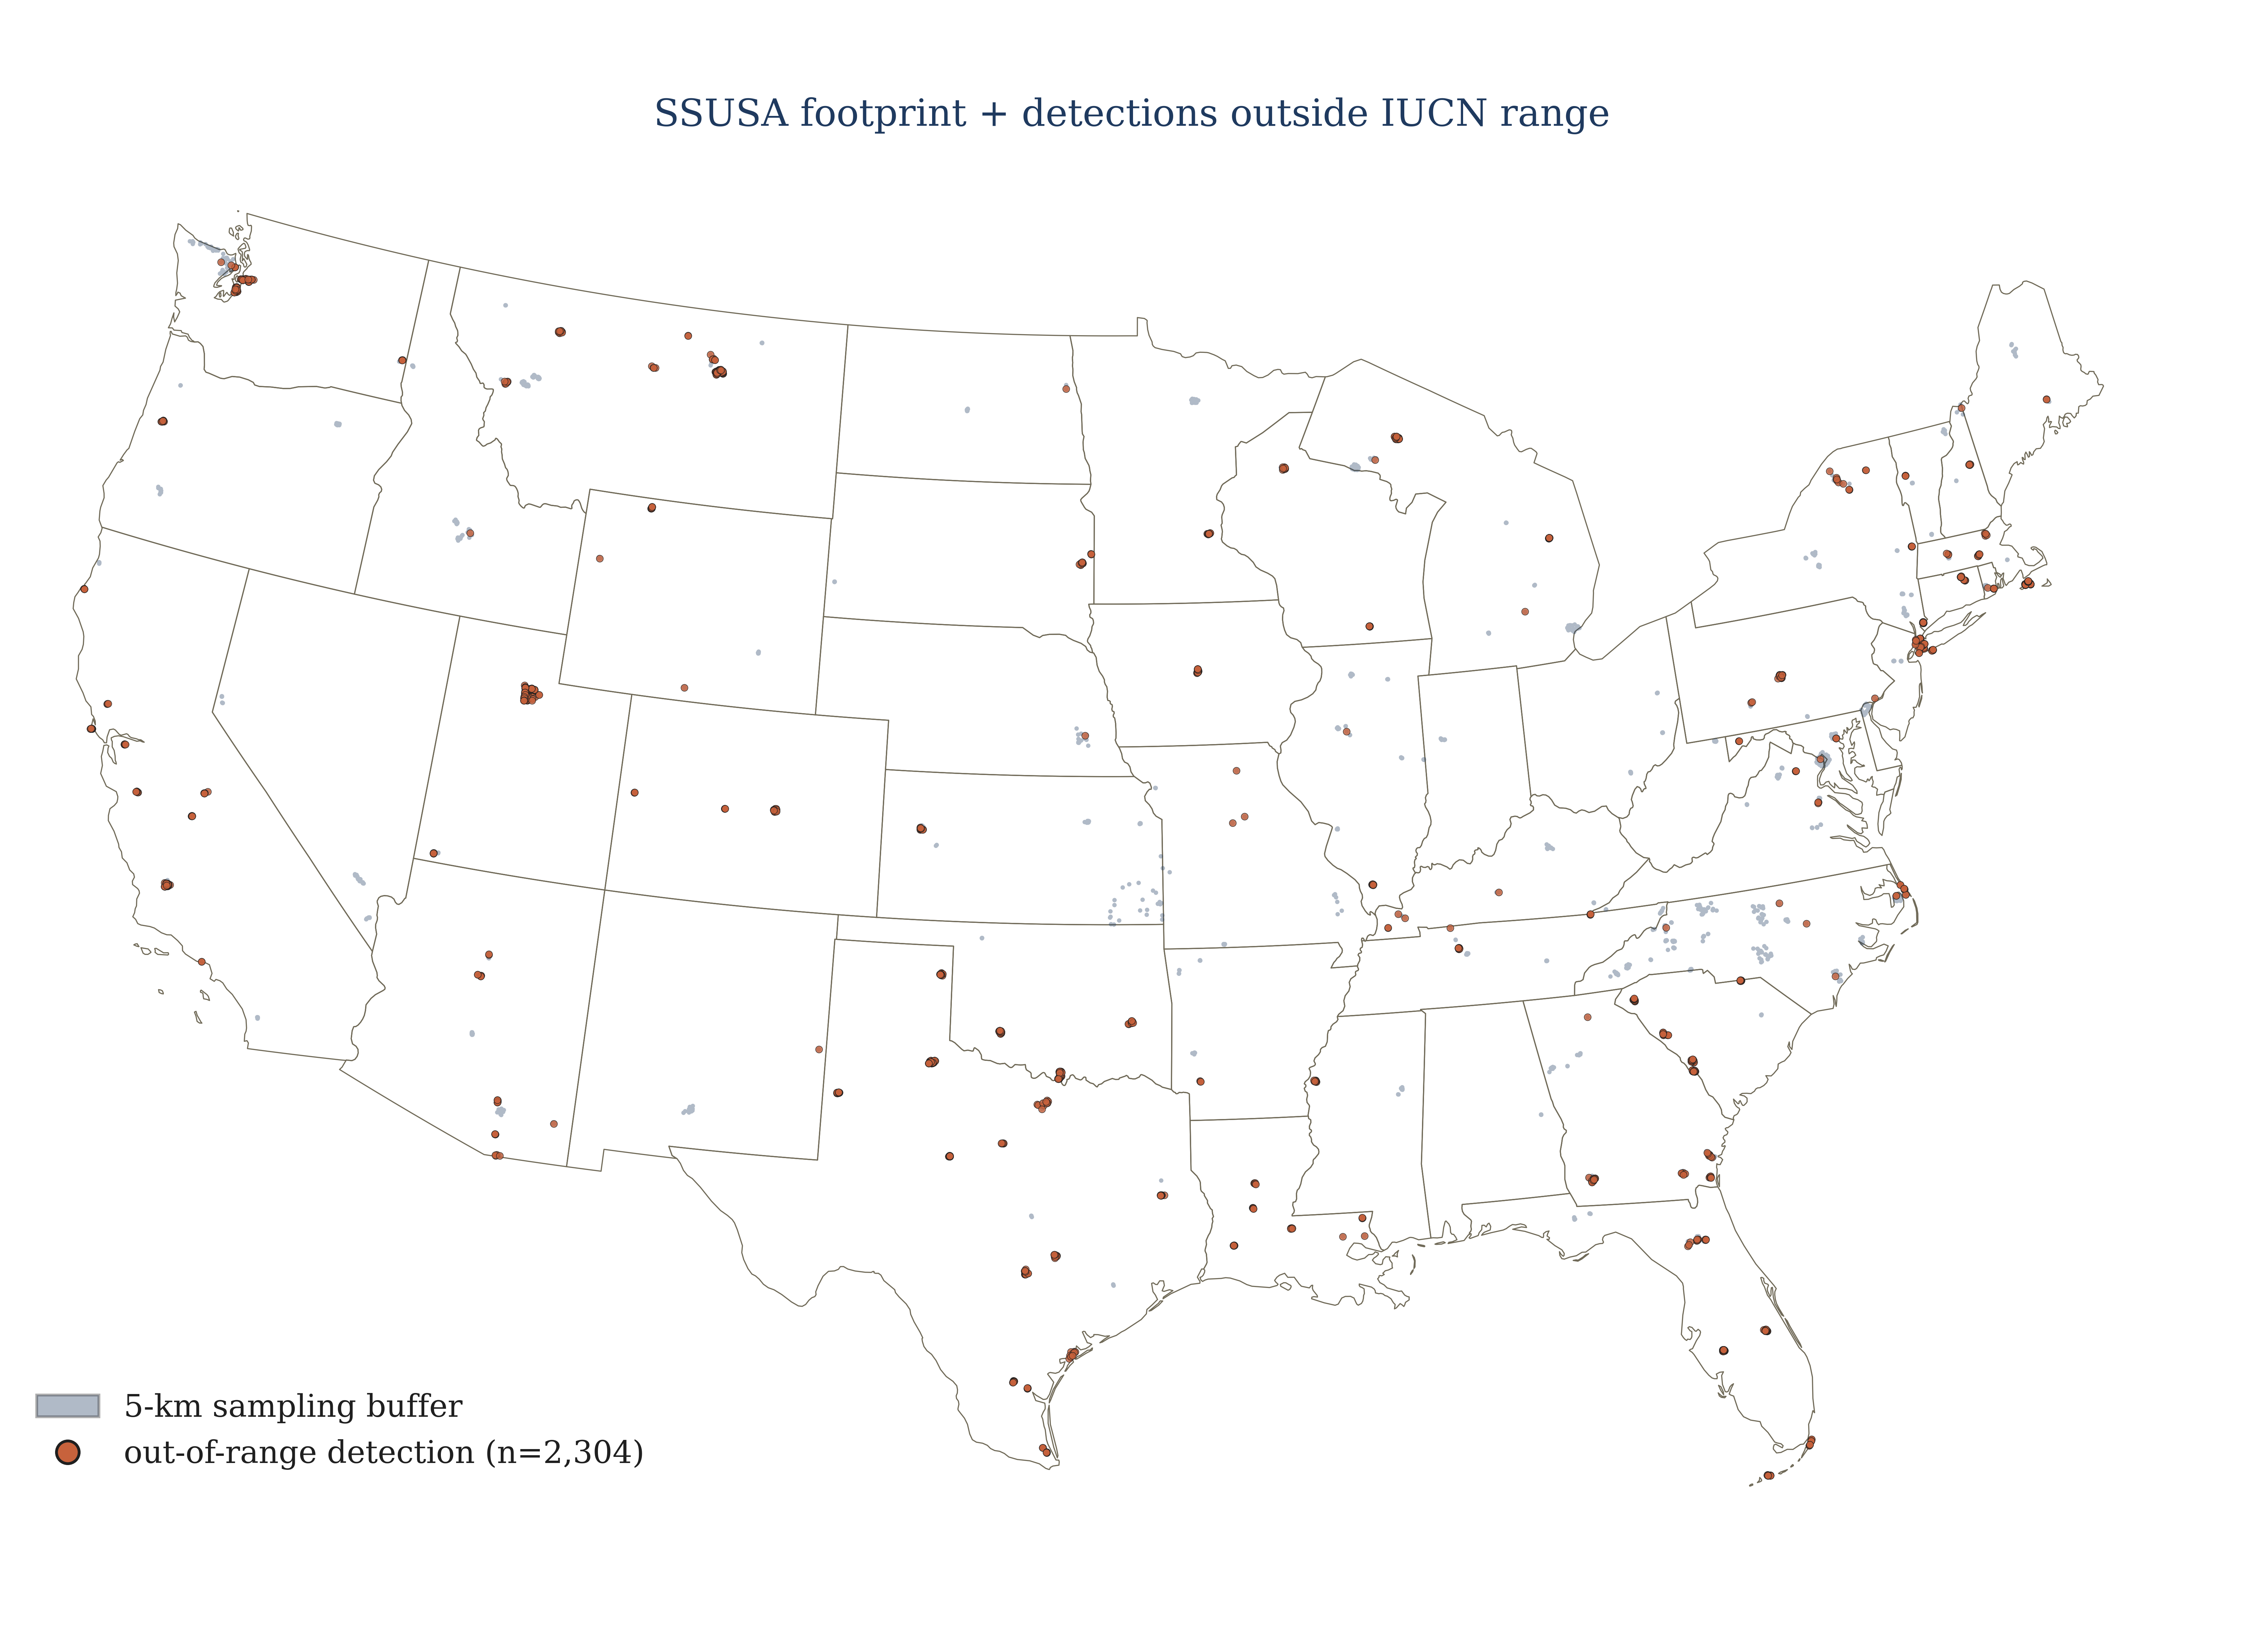 SSUSA footprint + detections outside IUCN range
5-km sampling buffer
out-of-range detection (n=2,304)